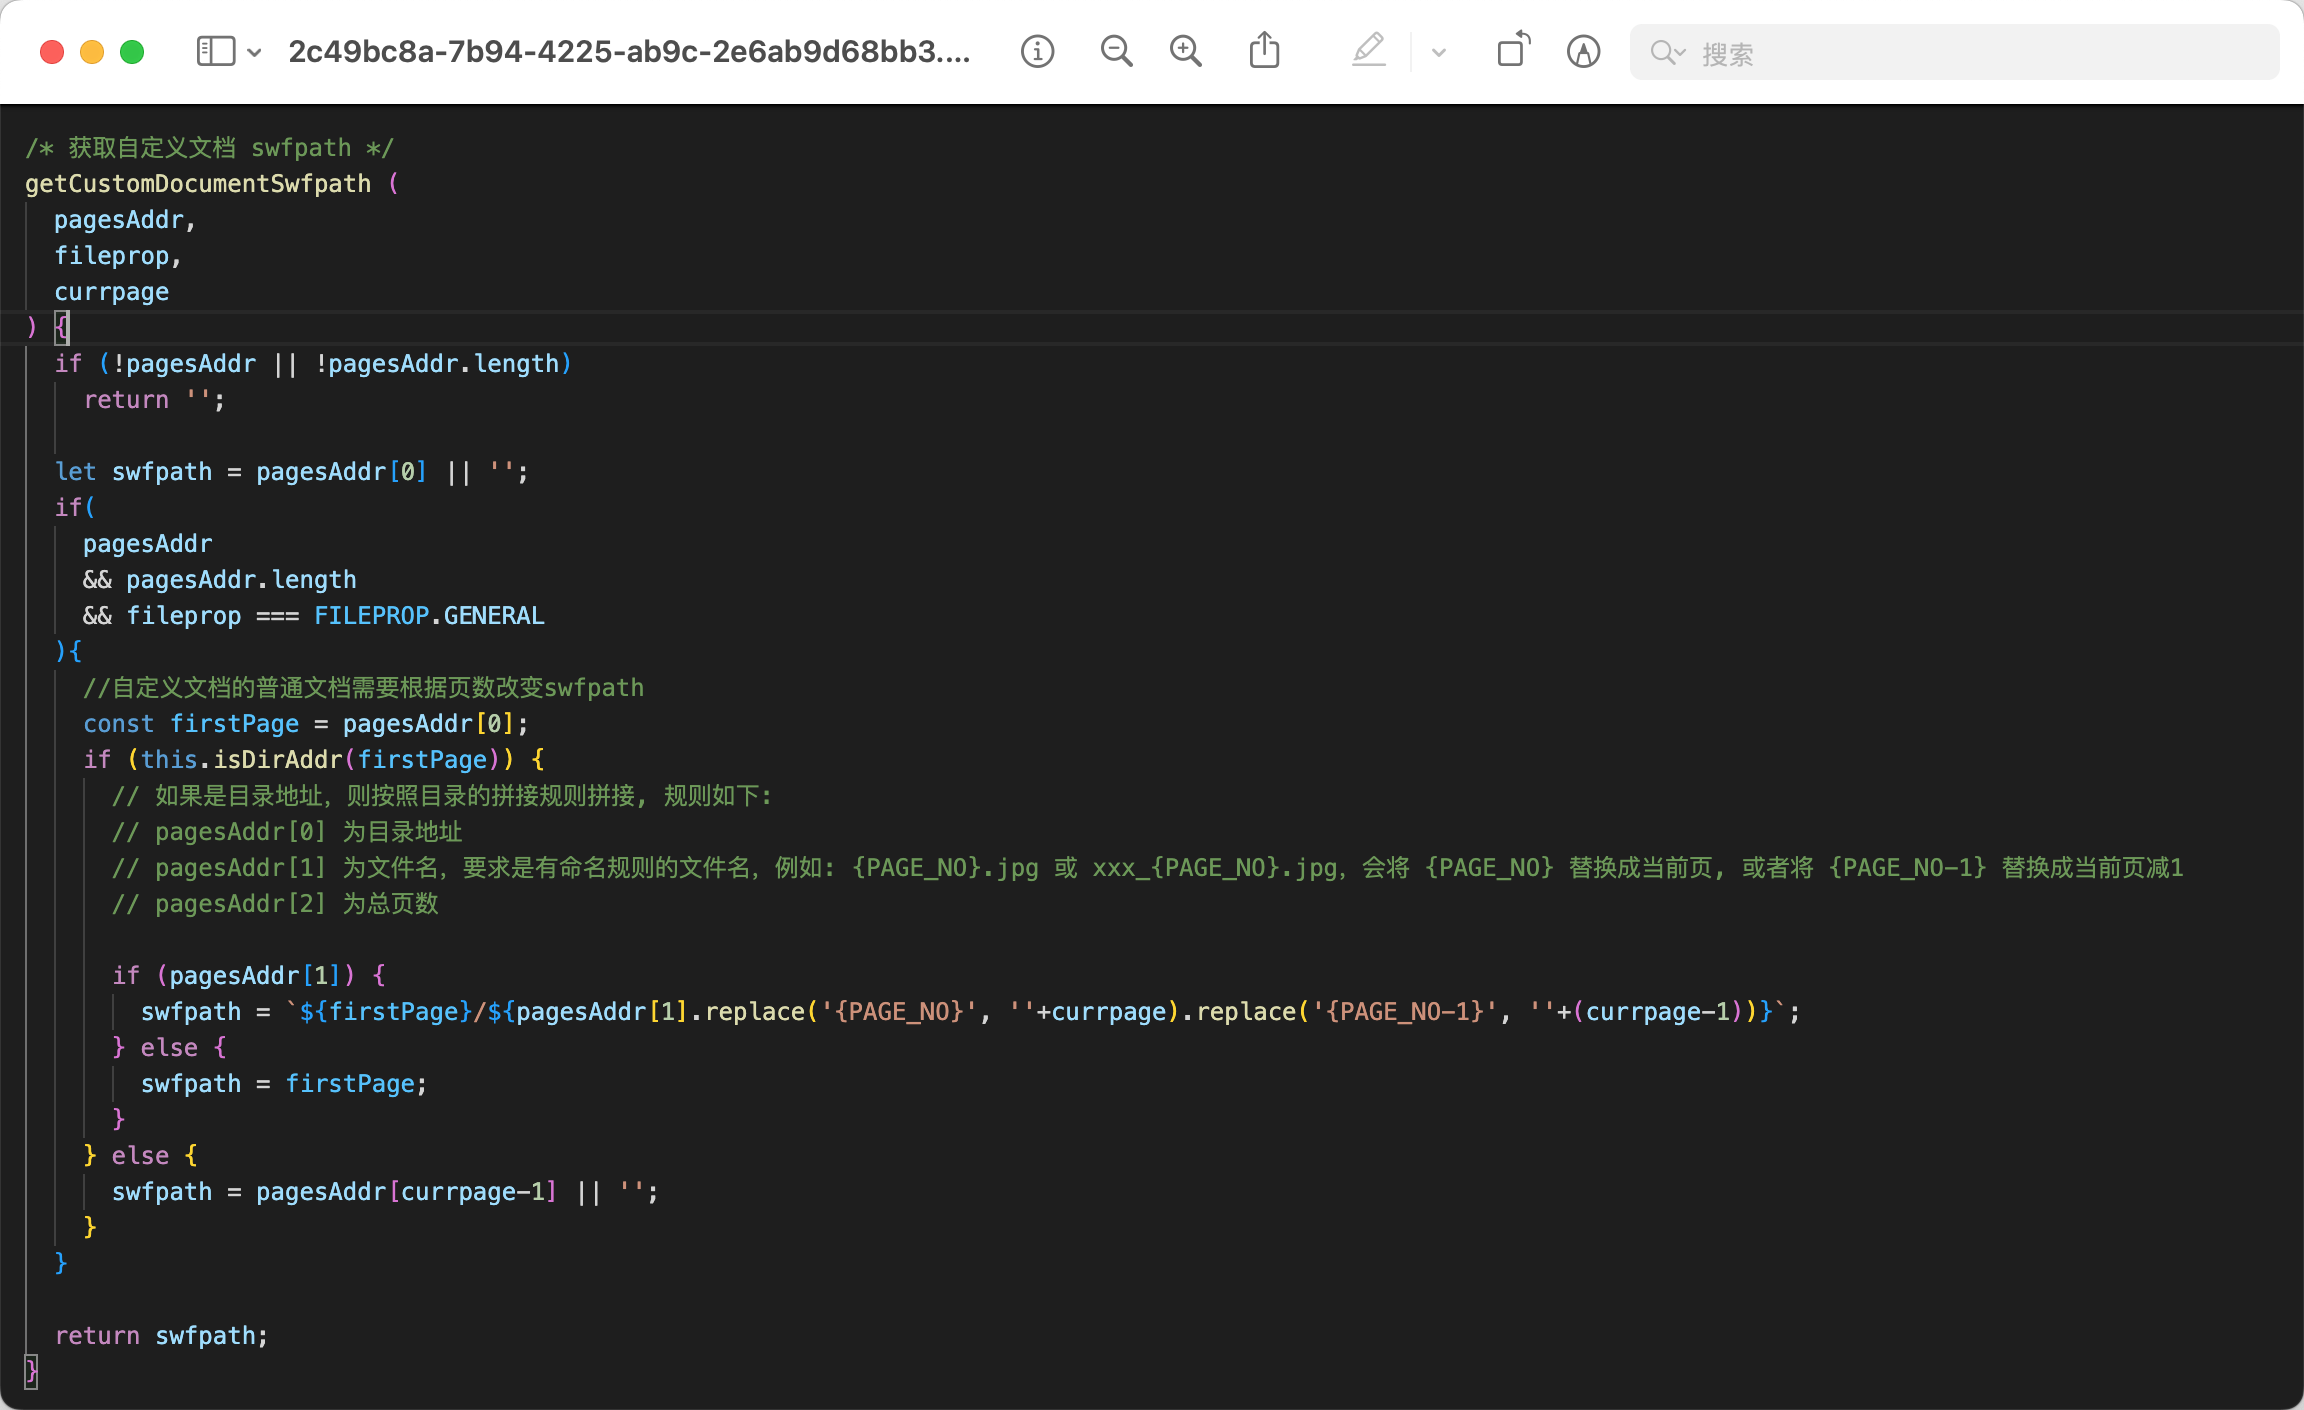 2c49bc8a-7b94-4225-ab9c-2e6ab9d68bb3....
搜索
/* 获取自定义文档 swfpath */
getCustomDocumentSwfpath (
  pagesAddr,
  fileprop,
  currpage
) {
  if (!pagesAddr || !pagesAddr.length)
    return '';
  let swfpath = pagesAddr[0] || '';
  if(
    pagesAddr
    && pagesAddr.length
    && fileprop === FILEPROP.GENERAL
  ){
    //自定义文档的普通文档需要根据页数改变swfpath
    const firstPage = pagesAddr[0];
    if (this.isDirAddr(firstPage)) {
      // 如果是目录地址，则按照目录的拼接规则拼接, 规则如下:
      // pagesAddr[0] 为目录地址
      // pagesAddr[1] 为文件名，要求是有命名规则的文件名，例如: {PAGE_NO}.jpg 或 xxx_{PAGE_NO}.jpg，会将 {PAGE_NO} 替换成当前页, 或者将 {PAGE_NO-1} 替换成当前页减1
      // pagesAddr[2] 为总页数
      if (pagesAddr[1]) {
        swfpath = `${firstPage}/${pagesAddr[1].replace('{PAGE_NO}', ''+currpage).replace('{PAGE_NO-1}', ''+(currpage-1))}`;
      } else {
        swfpath = firstPage;
      }
    } else {
      swfpath = pagesAddr[currpage-1] || '';
    }
  }
  return swfpath;
}